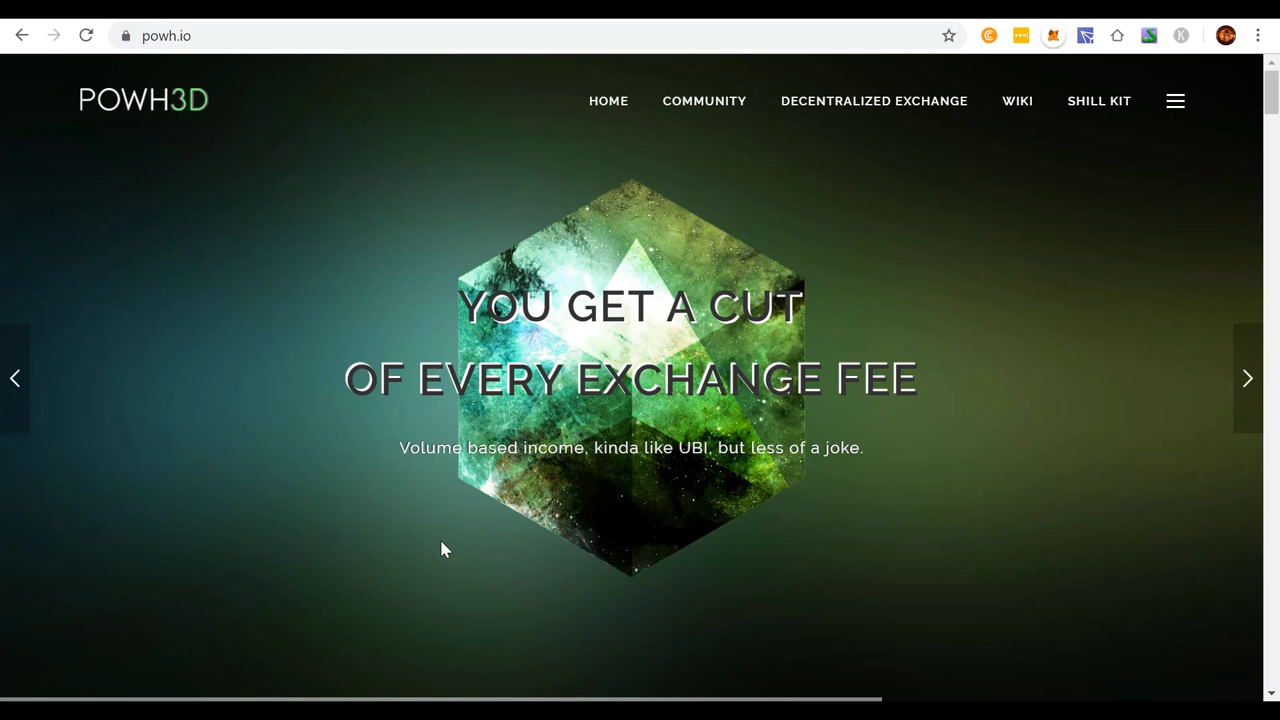 powh.io
POWH3D
HOME
COMMUNITY
DECENTRALIZED EXCHANGE
WIKI
SHILL KIT
YOU GET A CUT
OF EVERY EXCHANGE FEE
Volume based income, kinda like UBI, but less of a joke.